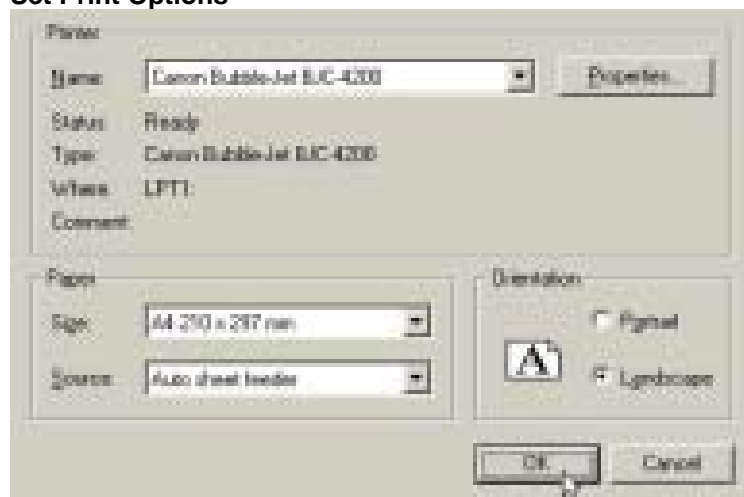 Set Print Options
Printer
Name: Canon Bubble-Jet BJC-4200 Properties...
Status: Ready
Type: Canon Bubble-Jet BJC-4200
Where: LPT1:
Comment:
Paper
Size: A4 210 x 297 mm
Source: Auto sheet feeder
Orientation
Portrait
A
Landscape
OK Cancel